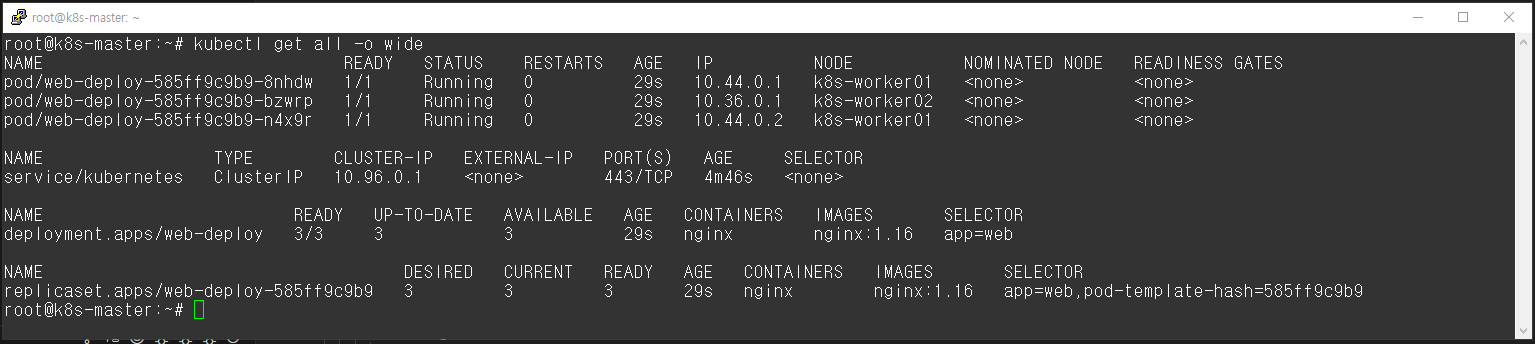 root@k8s-master: ~
root@k8s-master:~# kubectl get all -o wide
NAME READY STATUS RESTARTS AGE IP NODE NOMINATED NODE READINESS GATES
pod/web-deploy-585ff9c9b9-8nhdw 1/1 Running 0 29s 10.44.0.1 k8s-worker01 <none> <none>
pod/web-deploy-585ff9c9b9-bzwrp 1/1 Running 0 29s 10.36.0.1 k8s-worker02 <none> <none>
pod/web-deploy-585ff9c9b9-n4x9r 1/1 Running 0 29s 10.44.0.2 k8s-worker01 <none> <none>
NAME TYPE CLUSTER-IP EXTERNAL-IP PORT(S) AGE SELECTOR
service/kubernetes ClusterIP 10.96.0.1 <none> 443/TCP 4m46s <none>
NAME READY UP-TO-DATE AVAILABLE AGE CONTAINERS IMAGES SELECTOR
deployment.apps/web-deploy 3/3 3 3 29s nginx nginx:1.16 app=web
NAME DESIRED CURRENT READY AGE CONTAINERS IMAGES SELECTOR
replicaset.apps/web-deploy-585ff9c9b9 3 3 3 29s nginx nginx:1.16 app=web,pod-template-hash=585ff9c9b9
root@k8s-master:~#